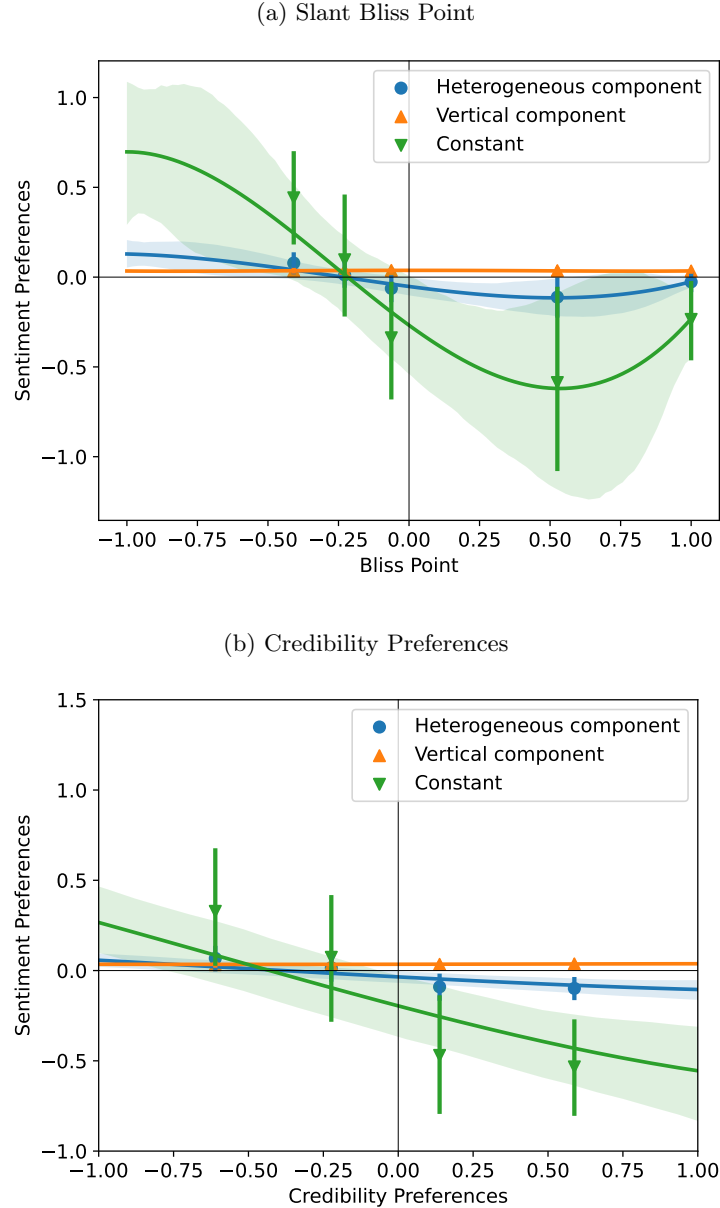 (a) Slant Bliss Point
Heterogeneous component
Vertical component
Constant
1.0
0.5
0.0
−0.5
−1.0
Sentiment Preferences
−1.00 −0.75 −0.50 −0.25 0.00 0.25 0.50 0.75 1.00
Bliss Point
(b) Credibility Preferences
Heterogeneous component
Vertical component
Constant
1.5
1.0
0.5
0.0
−0.5
−1.0
Sentiment Preferences
−1.00 −0.75 −0.50 −0.25 0.00 0.25 0.50 0.75 1.00
Credibility Preferences